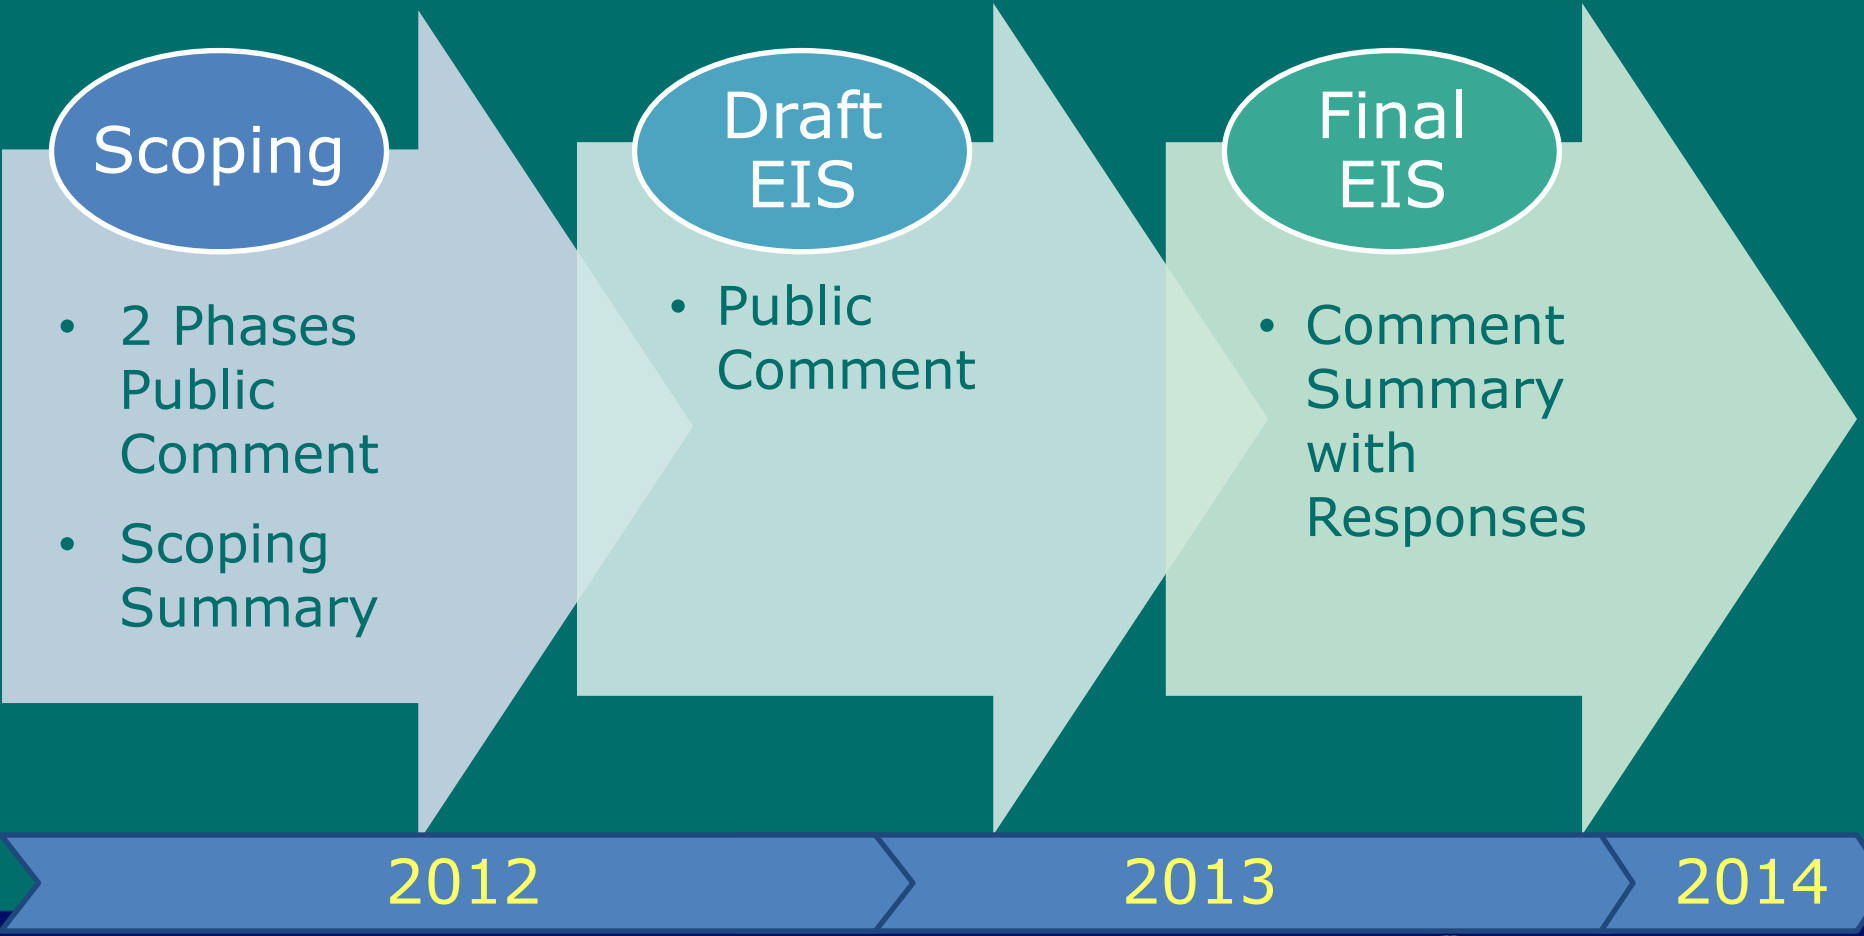 Scoping
• 2 Phases
Public
Comment
• Scoping
Summary
Draft
EIS
• Public
Comment
Final
EIS
• Comment
Summary
with
Responses
2012
2013
2014